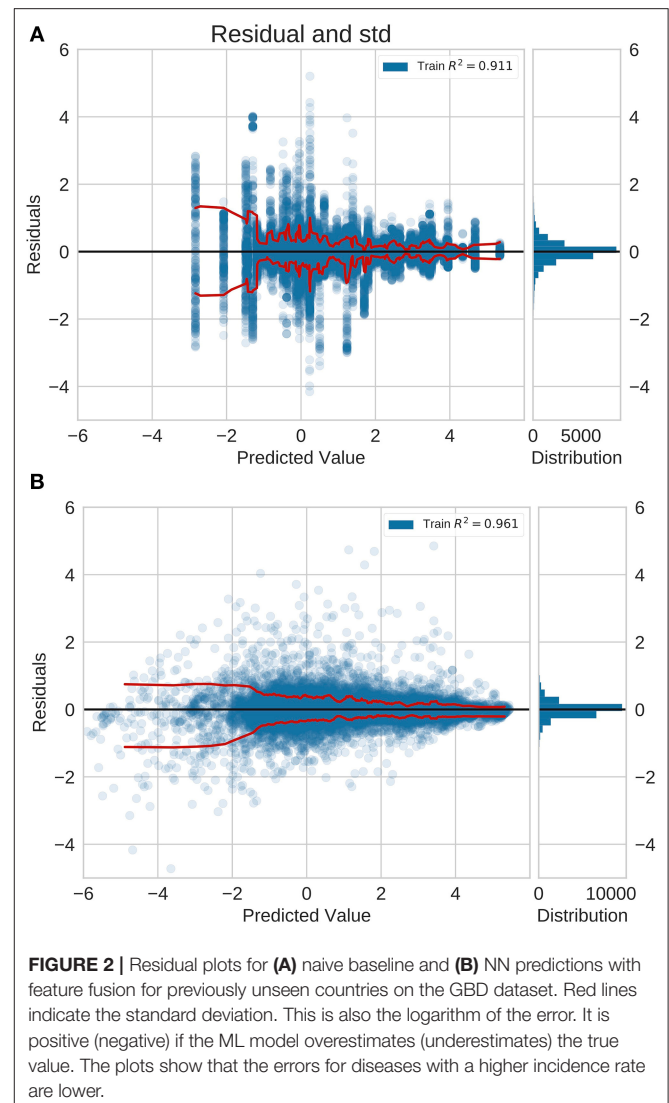 A
Residual and std
6
4
2
0
−2
−4
Residuals
Train R² = 0.911
6
4
2
0
−2
−4
−6 −4 −2 0 2 4
Predicted Value
0 5000
Distribution
B
6
4
2
0
−2
−4
Residuals
Train R² = 0.961
6
4
2
0
−2
−4
−6 −4 −2 0 2 4
Predicted Value
0 10000
Distribution
FIGURE 2 | Residual plots for (A) naive baseline and (B) NN predictions with
feature fusion for previously unseen countries on the GBD dataset. Red lines
indicate the standard deviation. This is also the logarithm of the error. It is
positive (negative) if the ML model overestimates (underestimates) the true
value. The plots show that the errors for diseases with a higher incidence rate
are lower.